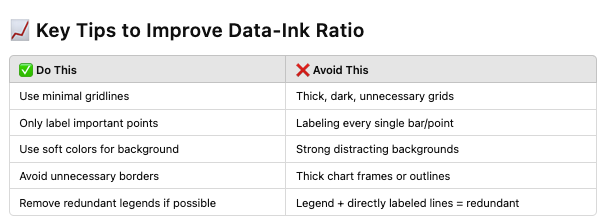 📈 Key Tips to Improve Data-Ink Ratio
✅ Do This ❌ Avoid This
Use minimal gridlines Thick, dark, unnecessary grids
Only label important points Labeling every single bar/point
Use soft colors for background Strong distracting backgrounds
Avoid unnecessary borders Thick chart frames or outlines
Remove redundant legends if possible Legend + directly labeled lines = redundant